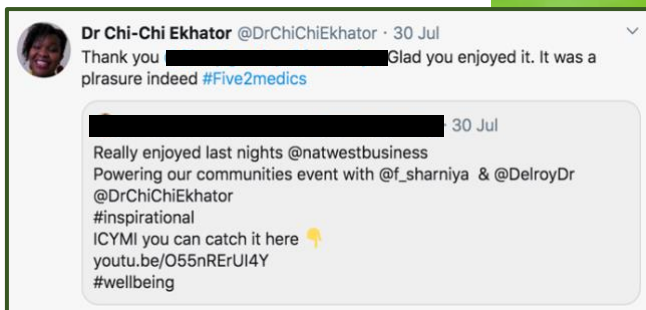 Dr Chi-Chi Ekhator @DrChiChiEkhator · 30 Jul
Thank you Glad you enjoyed it. It was a
plrasure indeed #Five2medics
· 30 Jul
Really enjoyed last nights @natwestbusiness
Powering our communities event with @f_sharniya & @DelroyDr
@DrChiChiEkhator
#inspirational
ICYMI you can catch it here 👇
youtu.be/O55nRErUI4Y
#wellbeing